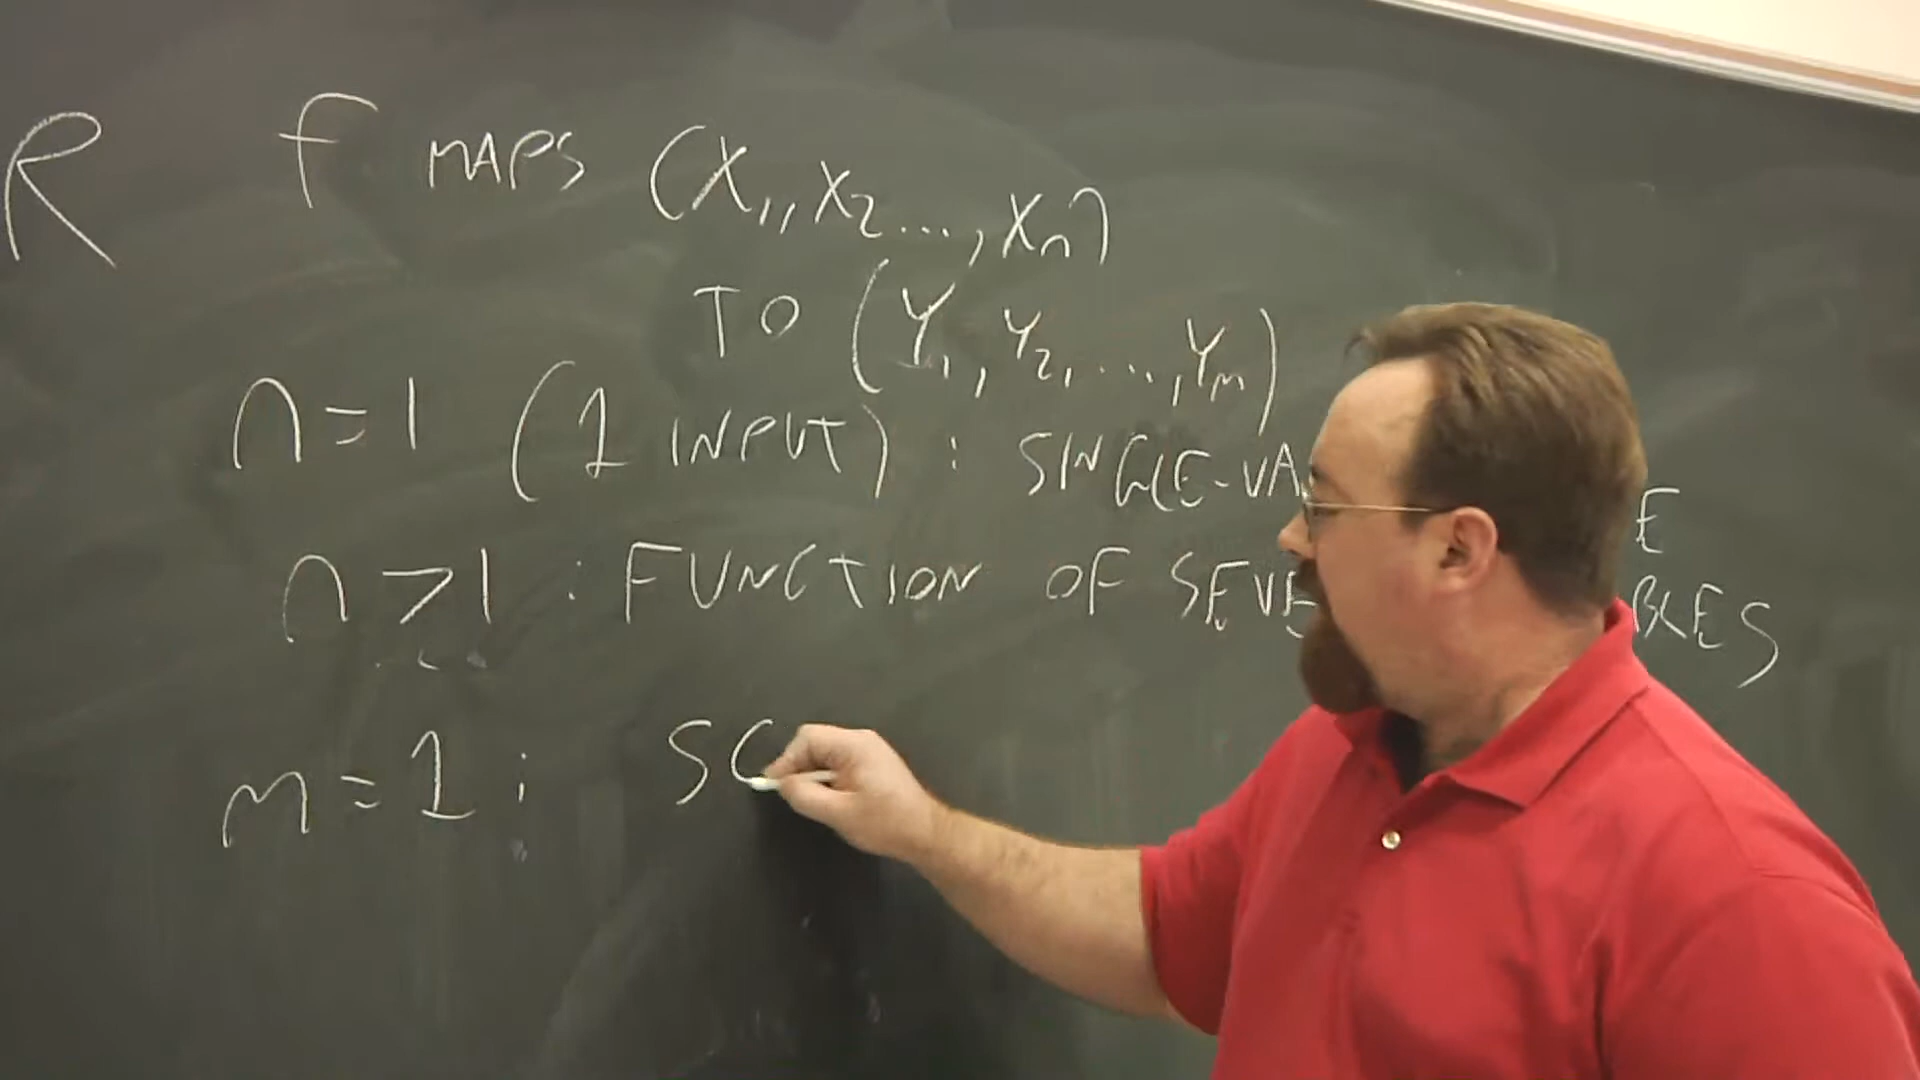 R f MAPS (X1, X2 ..., Xn)
TO (Y1, Y2, ..., Ym)
n=1 (1 INPUT) : SINGLE-VA E
n>1 : FUNCTION OF SEVE BLES
m=1 : SC